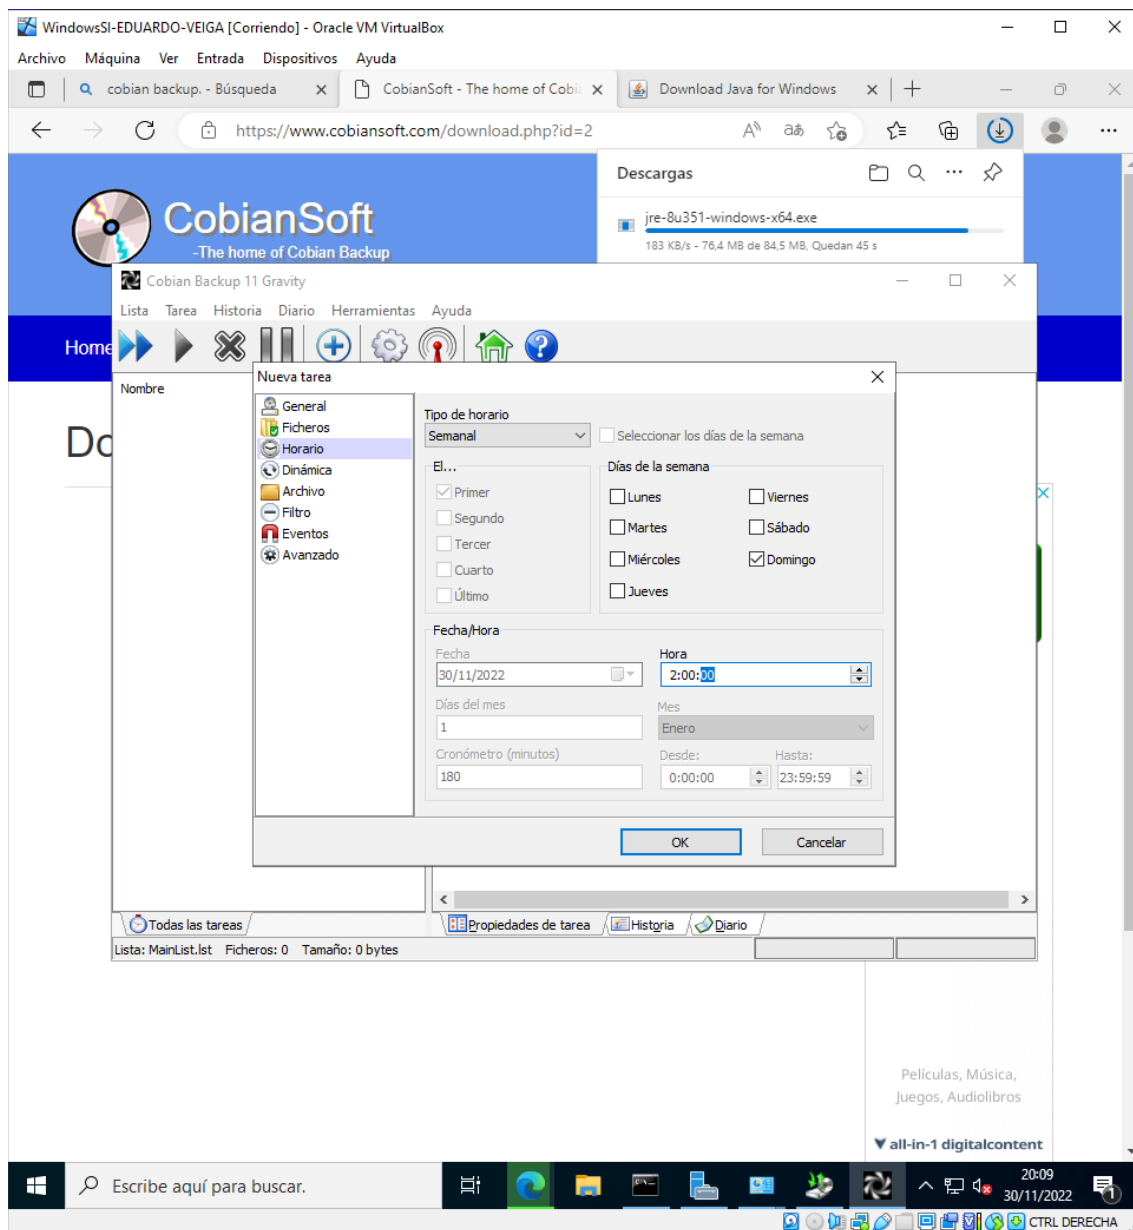 WindowsSI-EDUARDO-VEIGA [Corriendo] - Oracle VM VirtualBox
Archivo Máquina Ver Entrada Dispositivos Ayuda
cobian backup. - Búsqueda
CobianSoft - The home of Cobi
Download Java for Windows
https://www.cobiansoft.com/download.php?id=2
Descargas
jre-8u351-windows-x64.exe
183 KB/s - 76,4 MB de 84,5 MB, Quedan 45 s
CobianSoft
-The home of Cobian Backup
Home
Cobian Backup 11 Gravity
Lista Tarea Historia Diario Herramientas Ayuda
Nombre
Do
Nueva tarea
General
Ficheros
Horario
Dinámica
Archivo
Filtro
Eventos
Avanzado
Tipo de horario
Semanal
Seleccionar los días de la semana
El...
Primer
Segundo
Tercer
Cuarto
Último
Días de la semana
Lunes
Viernes
Martes
Sábado
Miércoles
Domingo
Jueves
Fecha/Hora
Fecha
Hora
30/11/2022
2:00:00
Días del mes
Mes
1
Enero
Cronómetro (minutos)
Desde:
Hasta:
180
0:00:00
23:59:59
OK
Cancelar
Todas las tareas
Propiedades de tarea
Historia
Diario
Lista: MainList.lst Ficheros: 0 Tamaño: 0 bytes
Películas, Música,
Juegos, Audiolibros
all-in-1 digitalcontent
Escribe aquí para buscar.
20:09
30/11/2022
1
CTRL DERECHA